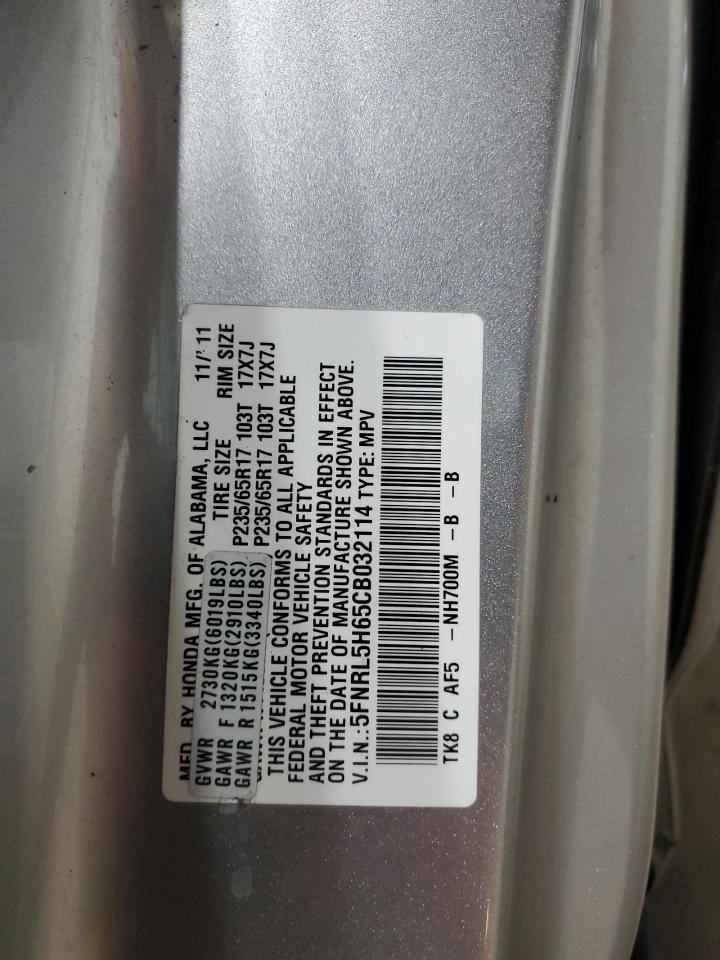 MFD. BY HONDA MFG. OF ALABAMA, LLC 11/11
TIRE SIZE RIM SIZE
GVWR 2730KG(6019LBS)
GAWR F 1320KG(2910LBS) P235/65R17 103T 17X7J
GAWR R 1515KG(3340LBS) P235/65R17 103T 17X7J
THIS VEHICLE CONFORMS TO ALL APPLICABLE
FEDERAL MOTOR VEHICLE SAFETY
AND THEFT PREVENTION STANDARDS IN EFFECT
ON THE DATE OF MANUFACTURE SHOWN ABOVE.
V.I.N.:5FNRL5H65CB032114 TYPE: MPV
TK8 C AF5 -NH700M -B -B